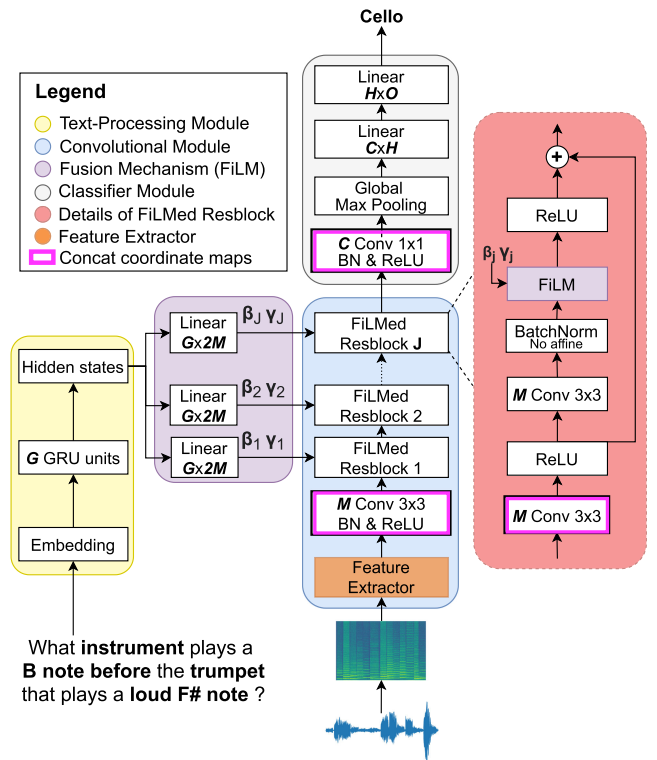 Cello
Linear
HxO
Linear
CxH
Global
Max Pooling
C Conv 1x1
BN & ReLU
Legend
Text-Processing Module
Convolutional Module
Fusion Mechanism (FiLM)
Classifier Module
Details of FiLMed Resblock
Feature Extractor
Concat coordinate maps
+
ReLU
βj γj
FiLM
BatchNorm
No affine
M Conv 3x3
ReLU
M Conv 3x3
Linear
Gx2M
βJ γJ
FiLMed
Resblock J
Hidden states
Linear
Gx2M
β2 γ2
FiLMed
Resblock 2
Linear
Gx2M
β1 γ1
FiLMed
Resblock 1
G GRU units
M Conv 3x3
BN & ReLU
Embedding
Feature
Extractor
What instrument plays a
B note before the trumpet
that plays a loud F# note ?